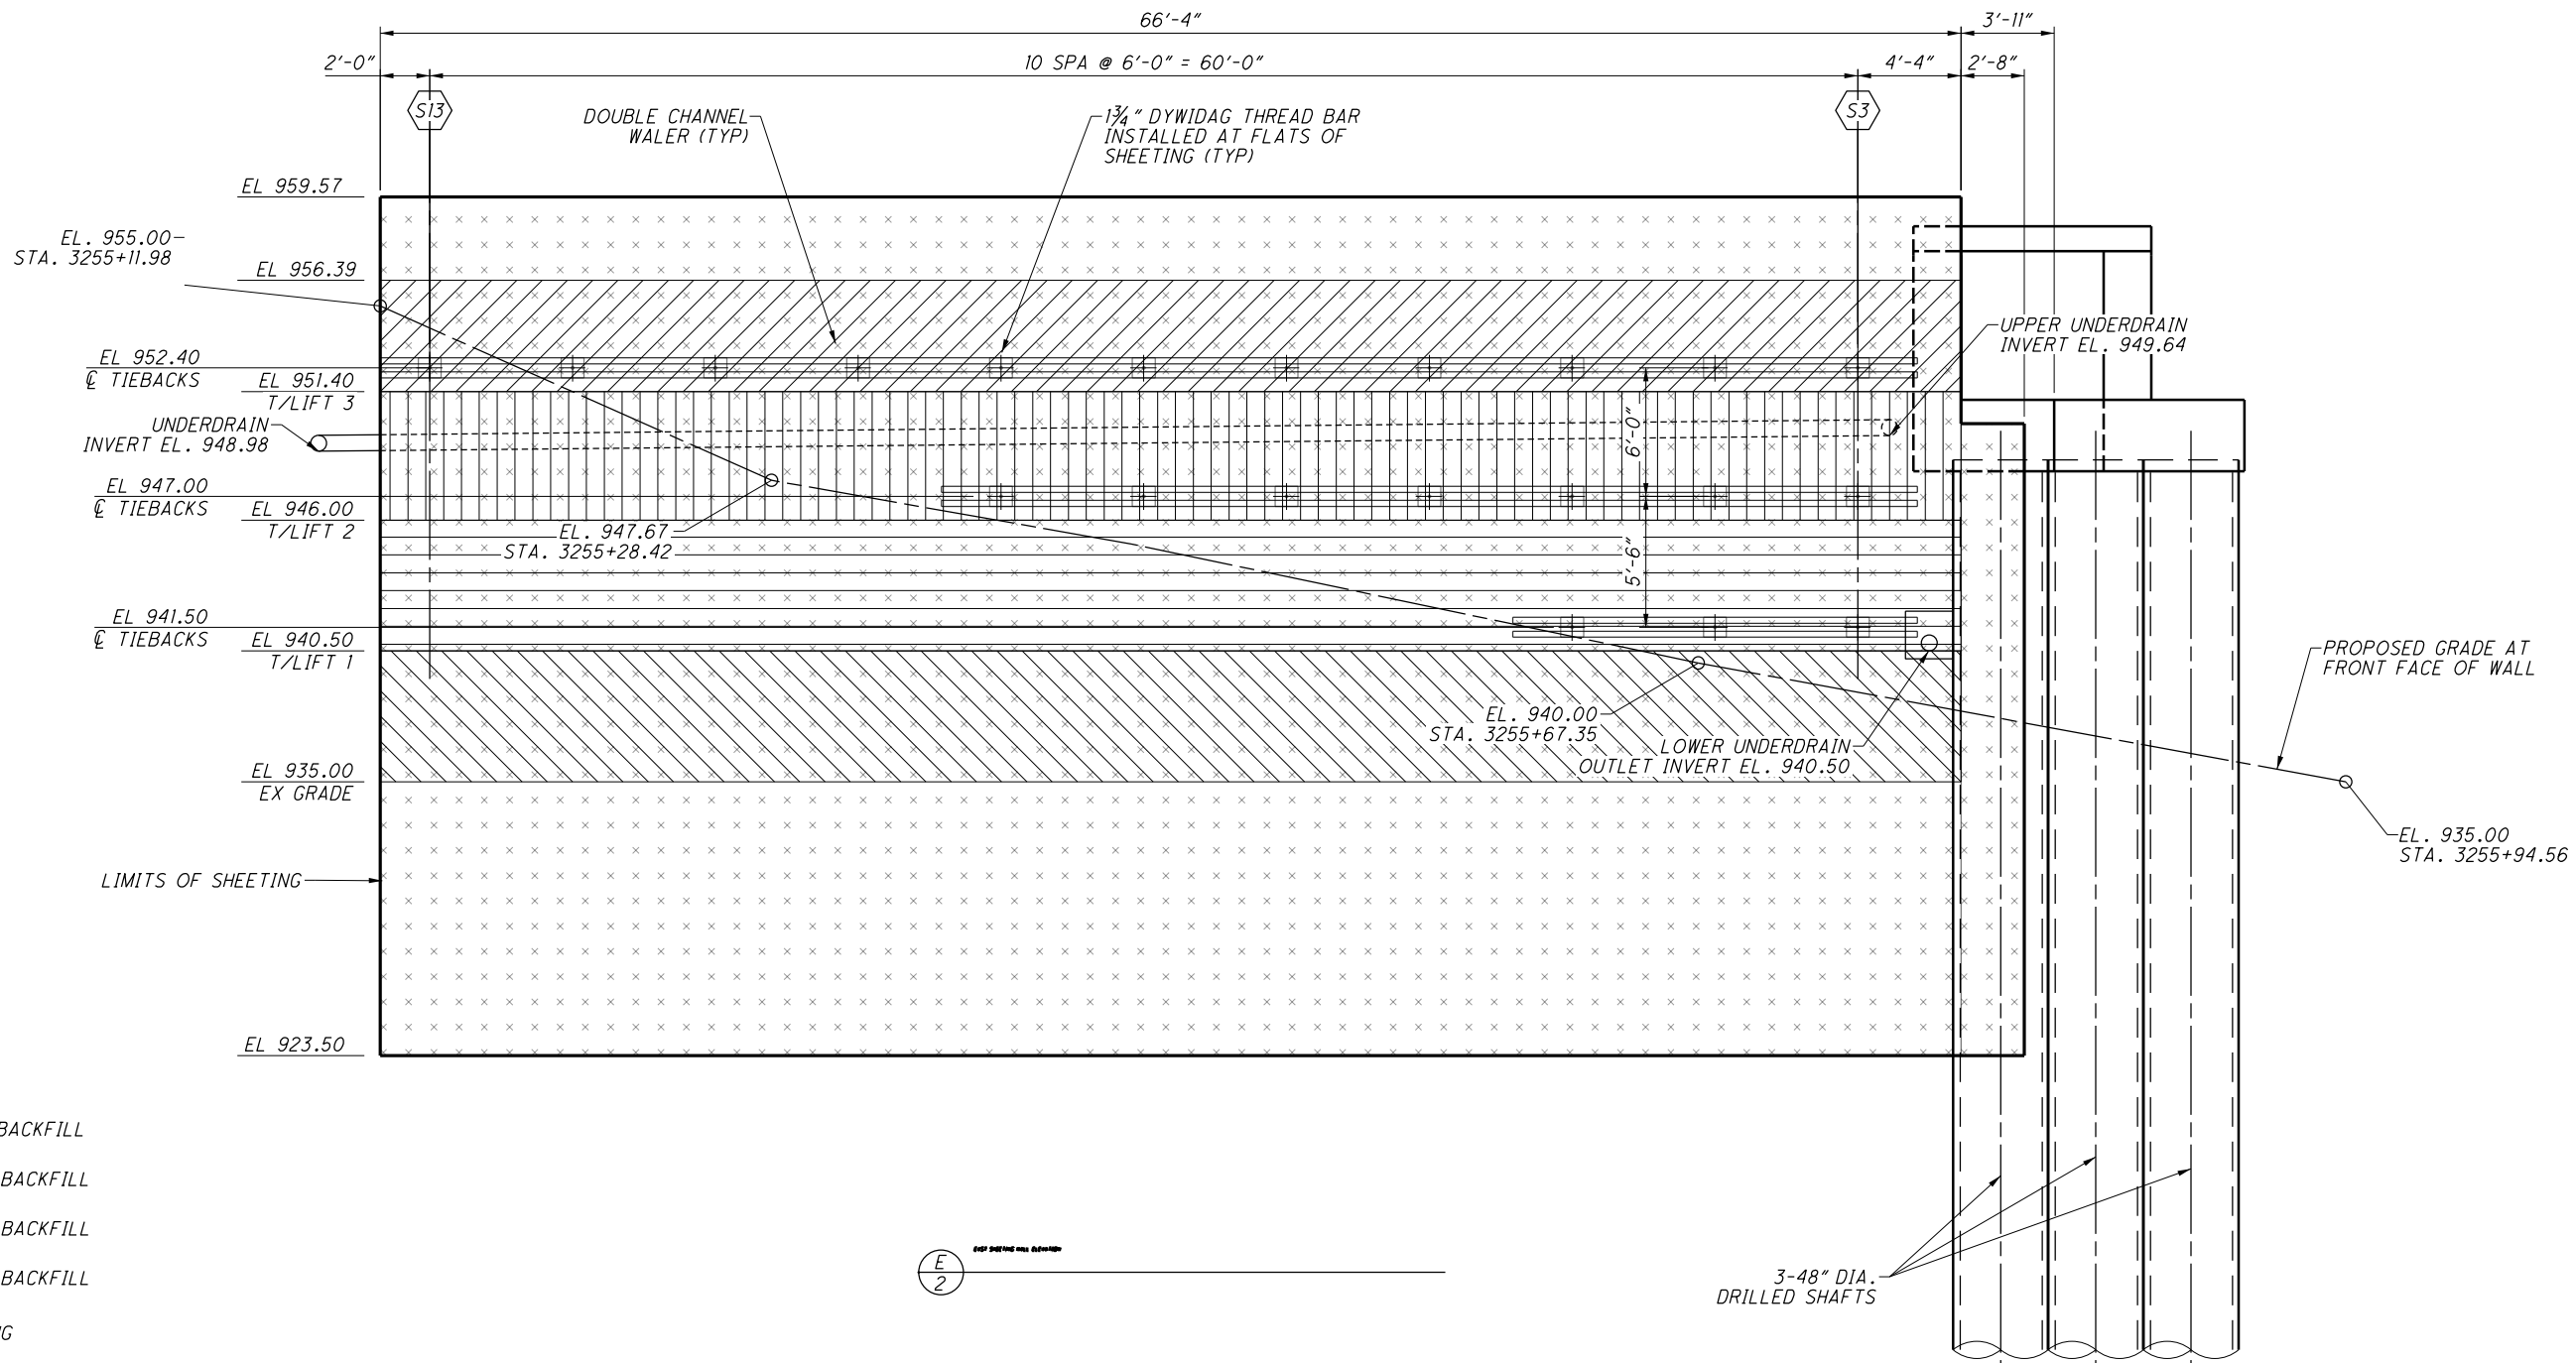 66'-4"
3'-11"
2'-0"
10 SPA @ 6'-0" = 60'-0"
4'-4"
2'-8"
S13
S3
DOUBLE CHANNEL
WALER (TYP)
1¾" DYWIDAG THREAD BAR
INSTALLED AT FLATS OF
SHEETING (TYP)
EL 959.57
EL. 955.00
STA. 3255+11.98
EL 956.39
UPPER UNDERDRAIN
INVERT EL. 949.64
EL 952.40
℄ TIEBACKS
EL 951.40
T/LIFT 3
UNDERDRAIN
INVERT EL. 948.98
6'-0"
EL 947.00
℄ TIEBACKS
EL 946.00
T/LIFT 2
EL. 947.67
STA. 3255+28.42
5'-6"
EL 941.50
℄ TIEBACKS
EL 940.50
T/LIFT 1
PROPOSED GRADE AT
FRONT FACE OF WALL
EL. 940.00
STA. 3255+67.35
LOWER UNDERDRAIN
OUTLET INVERT EL. 940.50
EL 935.00
EX GRADE
EL. 935.00
STA. 3255+94.56
LIMITS OF SHEETING
EL 923.50
BACKFILL
BACKFILL
BACKFILL
BACKFILL
E
2
EAST SHEETING WALL ELEVATION
3-48" DIA.
DRILLED SHAFTS